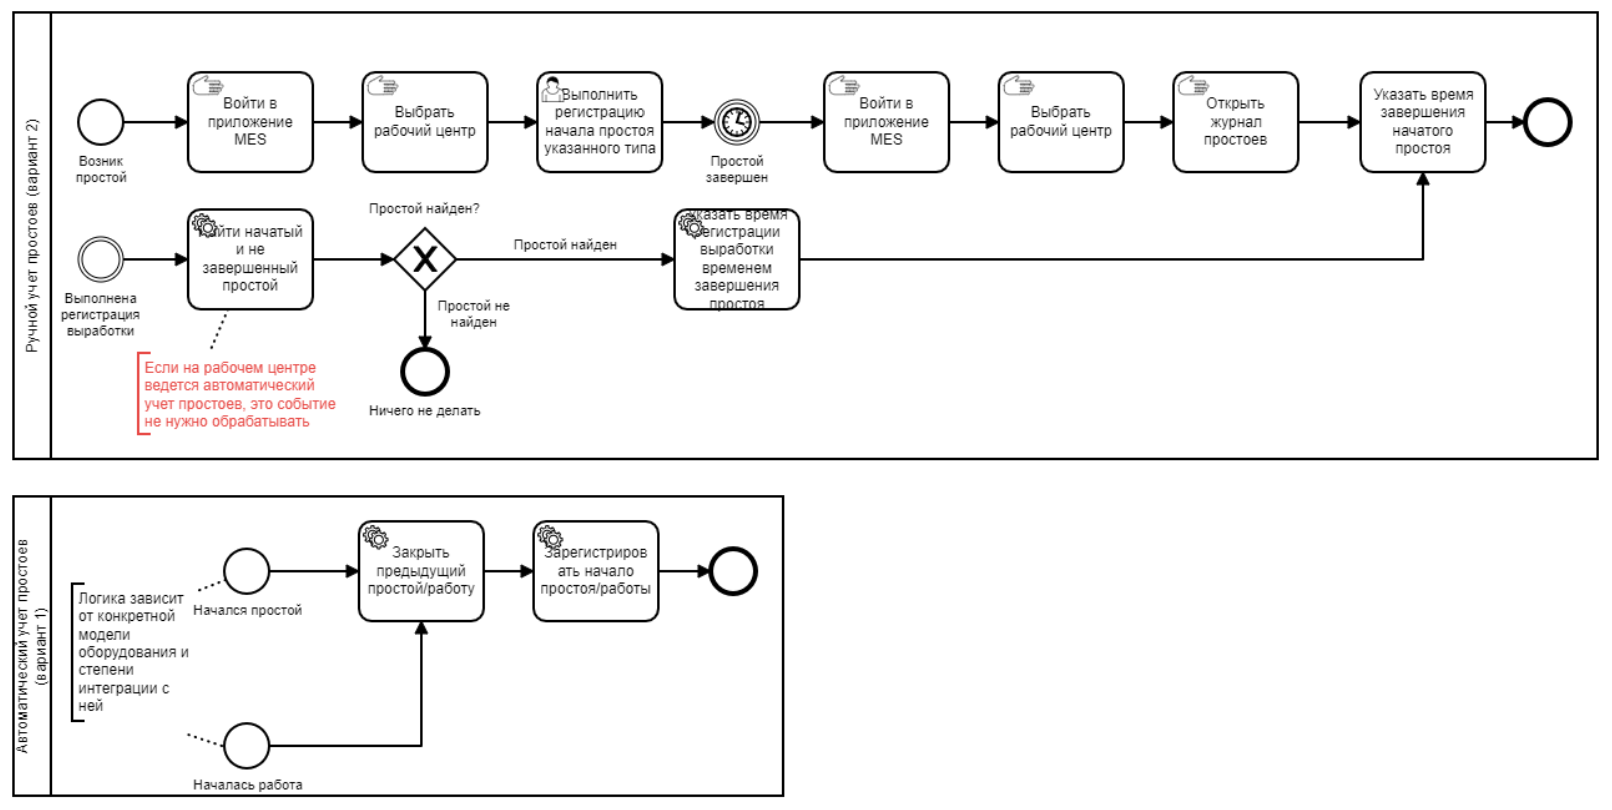 Ручной учет простоев (вариант 2)
Возник
простой
Войти в
приложение
MES
Выбрать
рабочий центр
Выполнить
регистрацию
начала простоя
указанного типа
Простой
завершен
Войти в
приложение
MES
Выбрать
рабочий центр
Открыть
журнал
простоев
Указать время
завершения
начатого
простоя
Выполнена
регистрация
выработки
Найти начатый
и не
завершенный
простой
Простой найден?
X
Простой найден
Простой не
найден
Ничего не делать
Указать время
регистрации
выработки
временем
завершения
простоя
Если на рабочем центре
ведется автоматический
учет простоев, это событие
не нужно обрабатывать
Автоматический учет простоев
(вариант 1)
Логика зависит
от конкретной
модели
оборудования и
степени
интеграции с
ней
Начался простой
Закрыть
предыдущий
простой/работу
Зарегистриров
ать начало
простоя/работы
Началась работа